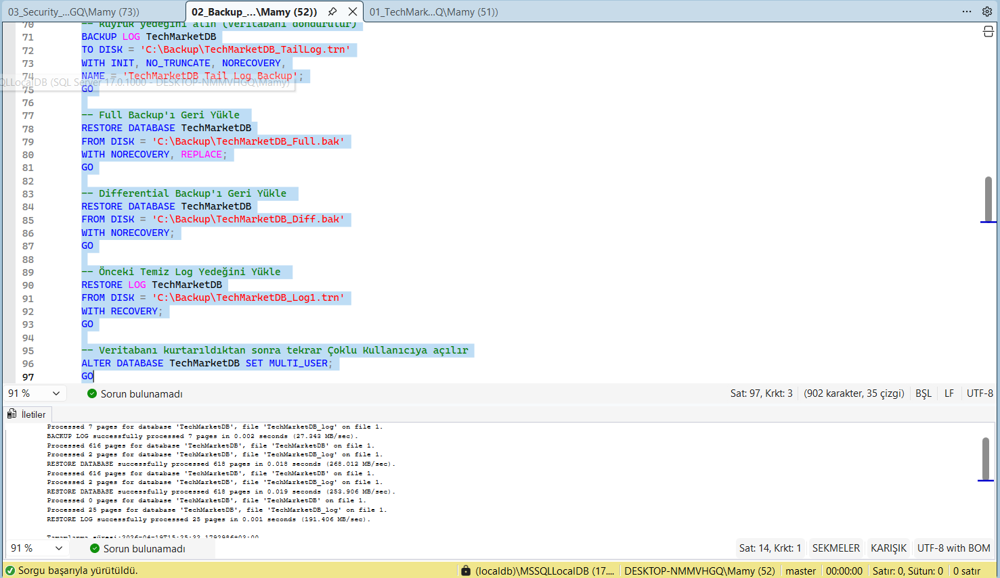 03_Security_...GQ\Mamy (73))
02_Backup_...\Mamy (52))
01_TechMark...Q\Mamy (51))
70 -- Kuyruk yedeğini alın (Veritabanı dondurulur)
71 BACKUP LOG TechMarketDB
72 TO DISK = 'C:\Backup\TechMarketDB_TailLog.trn'
73 WITH INIT, NO_TRUNCATE, NORECOVERY,
74 NAME = 'TechMarketDB Tail Log Backup';
QLLocalDB (SQL Server 17.0.1000 - DESKTOP-NMMVHGQ\Mamy)
75 GO
76
77 -- Full Backup'ı Geri Yükle
78 RESTORE DATABASE TechMarketDB
79 FROM DISK = 'C:\Backup\TechMarketDB_Full.bak'
80 WITH NORECOVERY, REPLACE;
81 GO
82
83 -- Differential Backup'ı Geri Yükle
84 RESTORE DATABASE TechMarketDB
85 FROM DISK = 'C:\Backup\TechMarketDB_Diff.bak'
86 WITH NORECOVERY;
87 GO
88
89 -- Önceki Temiz Log Yedeğini Yükle
90 RESTORE LOG TechMarketDB
91 FROM DISK = 'C:\Backup\TechMarketDB_Log1.trn'
92 WITH RECOVERY;
93 GO
94
95 -- Veritabanı kurtarıldıktan sonra tekrar Çoklu Kullanıcıya açılır
96 ALTER DATABASE TechMarketDB SET MULTI_USER;
97 GO
91 % Sorun bulunamadı Sat: 97, Krkt: 3 (902 karakter, 35 çizgi) BŞL LF UTF-8
İletiler
Processed 7 pages for database 'TechMarketDB', file 'TechMarketDB_log' on file 1.
BACKUP LOG successfully processed 7 pages in 0.002 seconds (27.343 MB/sec).
Processed 616 pages for database 'TechMarketDB', file 'TechMarketDB' on file 1.
Processed 2 pages for database 'TechMarketDB', file 'TechMarketDB_log' on file 1.
RESTORE DATABASE successfully processed 618 pages in 0.018 seconds (268.012 MB/sec).
Processed 616 pages for database 'TechMarketDB', file 'TechMarketDB' on file 1.
Processed 2 pages for database 'TechMarketDB', file 'TechMarketDB_log' on file 1.
RESTORE DATABASE successfully processed 618 pages in 0.019 seconds (253.906 MB/sec).
Processed 0 pages for database 'TechMarketDB', file 'TechMarketDB' on file 1.
Processed 25 pages for database 'TechMarketDB', file 'TechMarketDB_log' on file 1.
RESTORE LOG successfully processed 25 pages in 0.001 seconds (191.406 MB/sec).
Tamamlanma süresi:
91 % Sorun bulunamadı Sat: 14, Krkt: 1 SEKMELER KARIŞIK UTF-8 with BOM
Sorgu başarıyla yürütüldü. (localdb)\MSSQLLocalDB (17.... DESKTOP-NMMVHGQ\Mamy (52) master 00:00:00 Satır: 0, Sütun: 0 0 satır